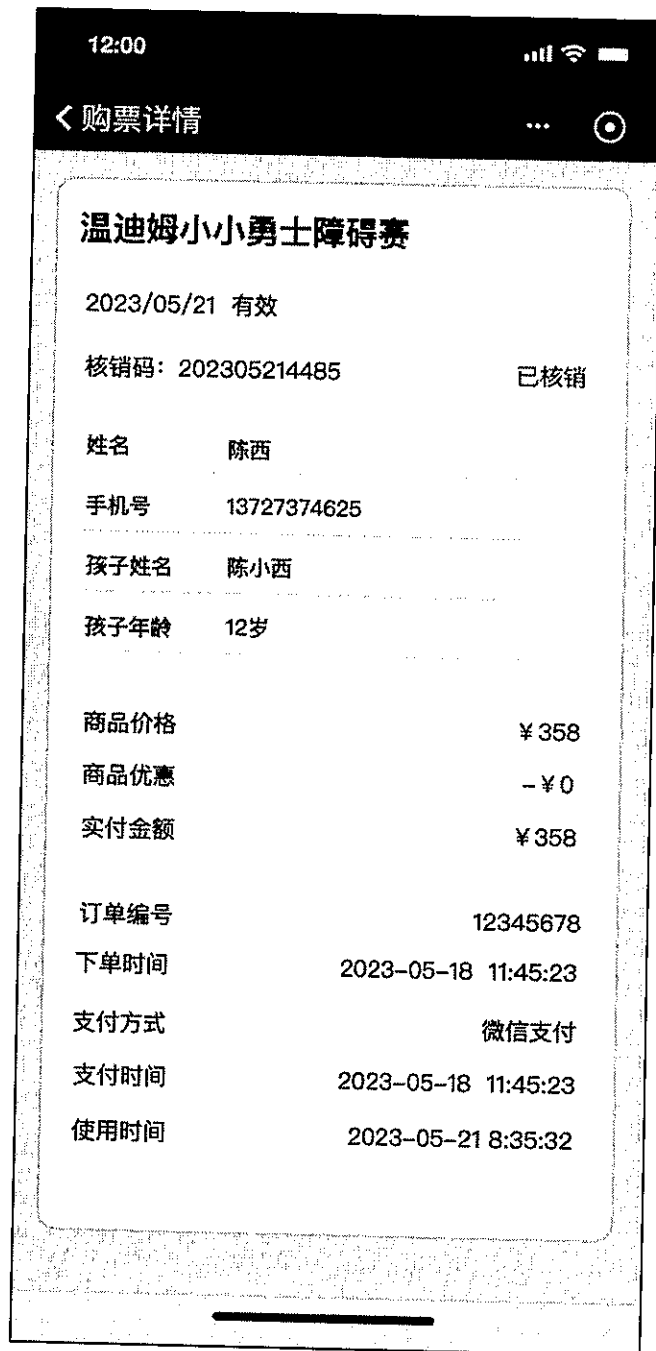 12:00
购票详情
温迪姆小小勇士障碍赛
2023/05/21 有效
核销码：202305214485 已核销
姓名 陈西
手机号 13727374625
孩子姓名 陈小西
孩子年龄 12岁
商品价格 ¥358
商品优惠 -¥0
实付金额 ¥358
订单编号 12345678
下单时间 2023-05-18 11:45:23
支付方式 微信支付
支付时间 2023-05-18 11:45:23
使用时间 2023-05-21 8:35:32